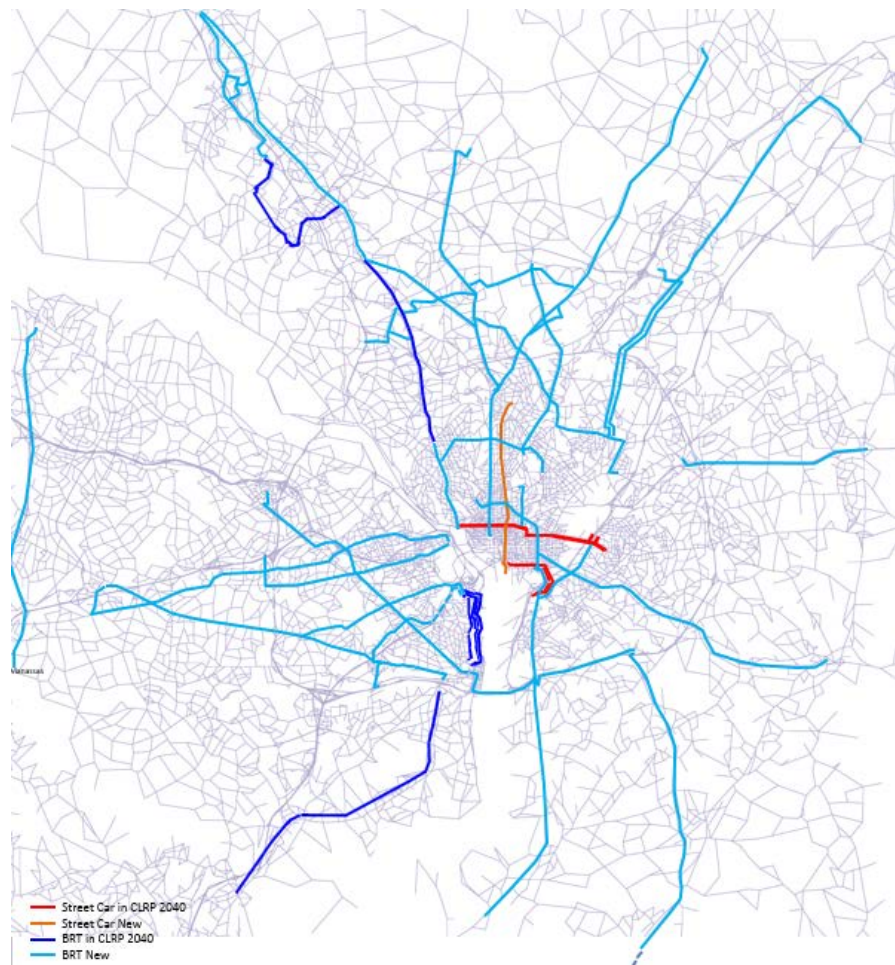 Manassas
Street Car in CLRP 2040
Street Car New
BRT in CLRP 2040
BRT New